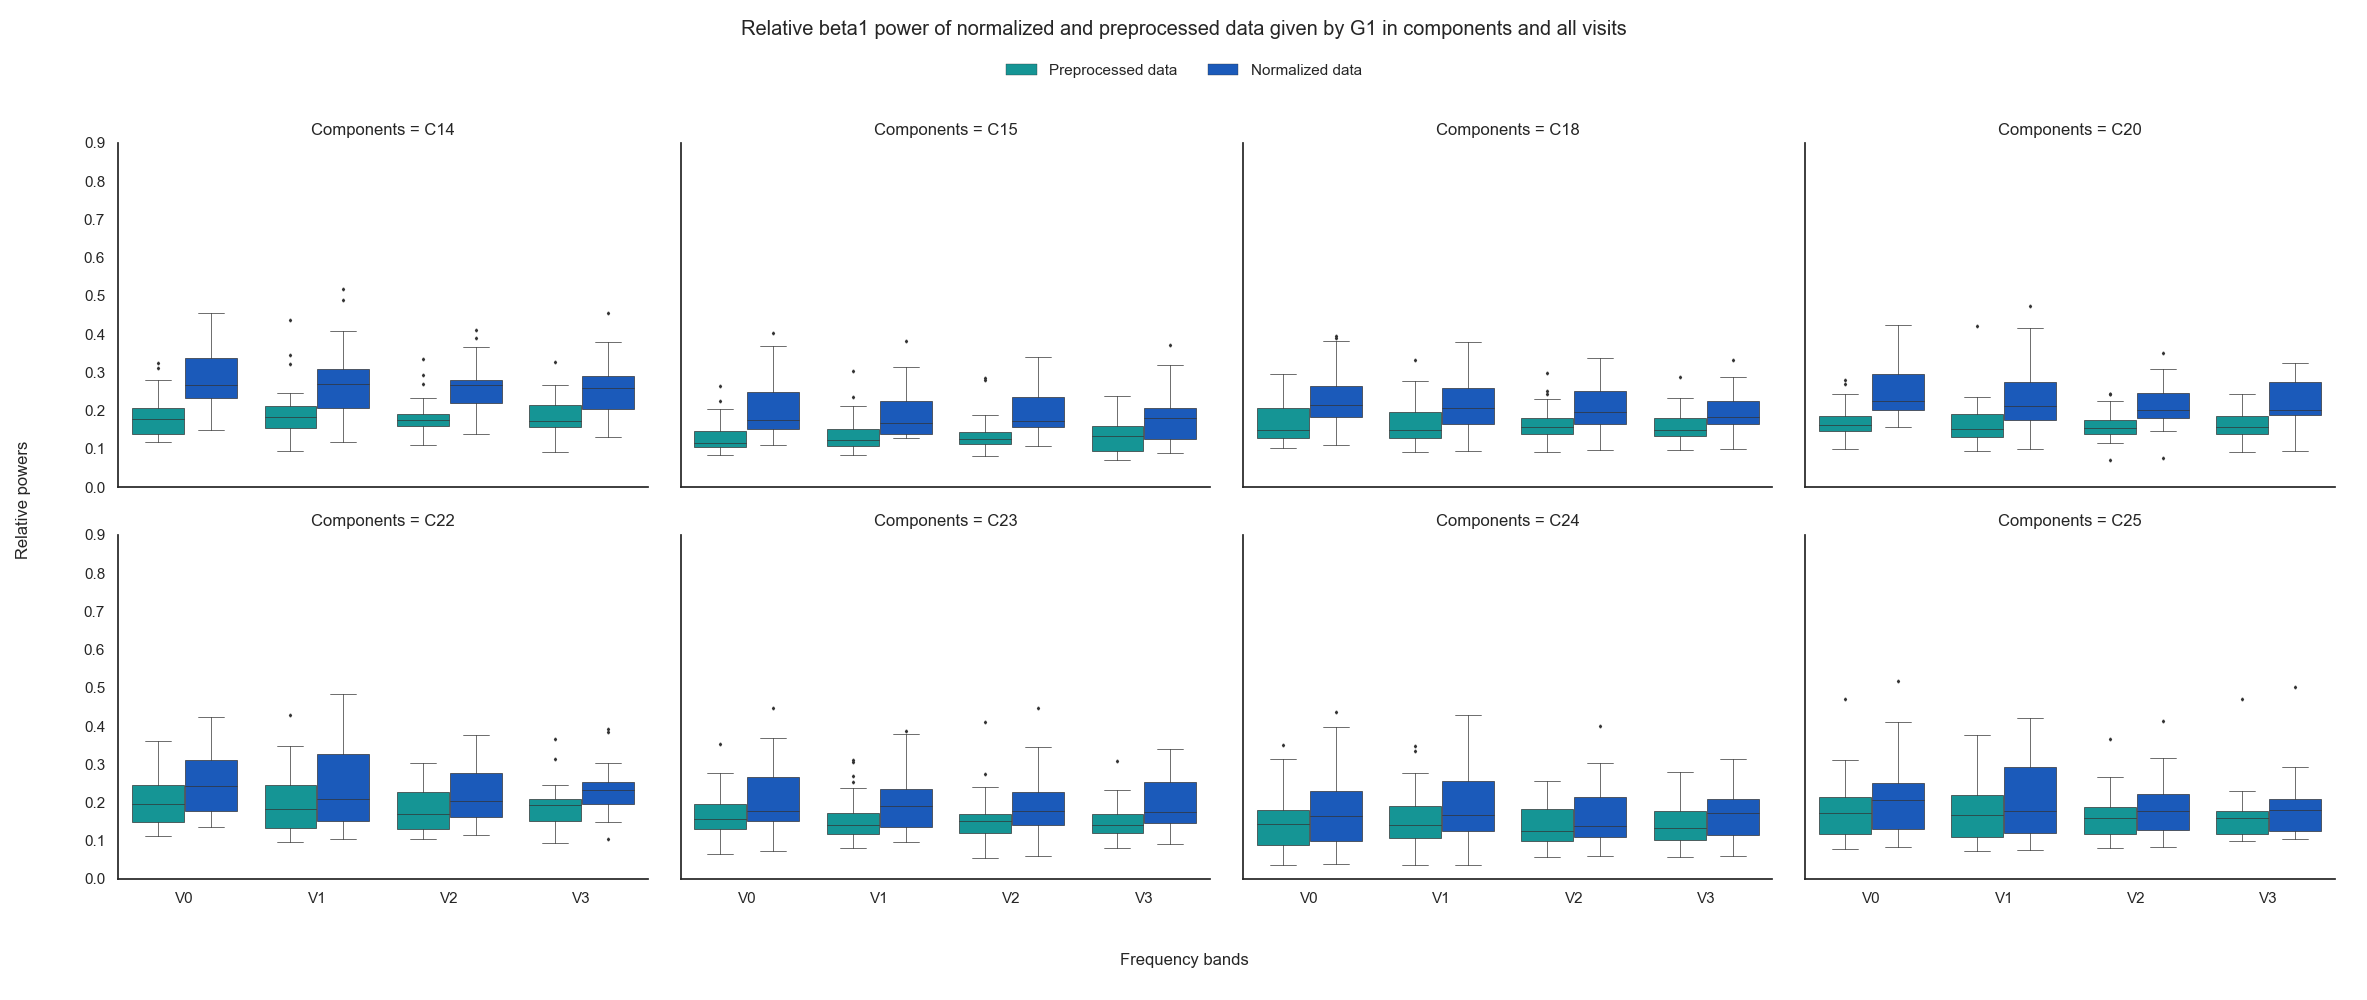 Relative beta1 power of normalized and preprocessed data given by G1 in components and all visits
Preprocessed data Normalized data
Components = C14 Components = C15 Components = C18 Components = C20
0.9
0.8
0.7
0.6
0.5
0.4
0.3
0.2
0.1
0.0
Relative powers
Components = C22 Components = C23 Components = C24 Components = C25
0.9
0.8
0.7
0.6
0.5
0.4
0.3
0.2
0.1
0.0
V0 V1 V2 V3 V0 V1 V2 V3 V0 V1 V2 V3 V0 V1 V2 V3
Frequency bands